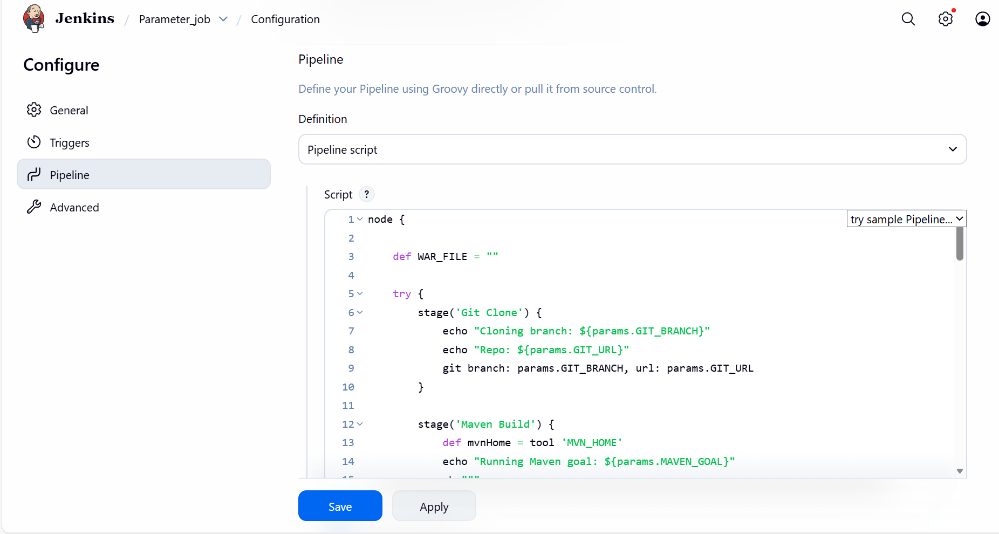 Jenkins / Parameter_job / Configuration
Configure
General
Triggers
Pipeline
Advanced
Pipeline
Define your Pipeline using Groovy directly or pull it from source control.
Definition
Pipeline script
Script ?
try sample Pipeline...
1 node {
2
3 def WAR_FILE = ""
4
5 try {
6 stage('Git Clone') {
7 echo "Cloning branch: ${params.GIT_BRANCH}"
8 echo "Repo: ${params.GIT_URL}"
9 git branch: params.GIT_BRANCH, url: params.GIT_URL
10 }
11
12 stage('Maven Build') {
13 def mvnHome = tool 'MVN_HOME'
14 echo "Running Maven goal: ${params.MAVEN_GOAL}"
Save
Apply